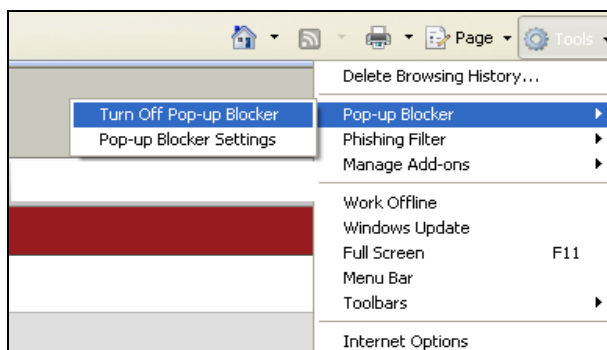 Page Tools
Delete Browsing History...
Turn Off Pop-up Blocker Pop-up Blocker
Pop-up Blocker Settings Phishing Filter
Manage Add-ons
Work Offline
Windows Update
Full Screen F11
Menu Bar
Toolbars
Internet Options